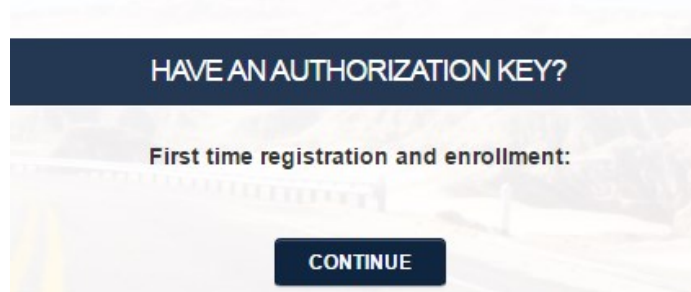 HAVE AN AUTHORIZATION KEY?
First time registration and enrollment:
CONTINUE